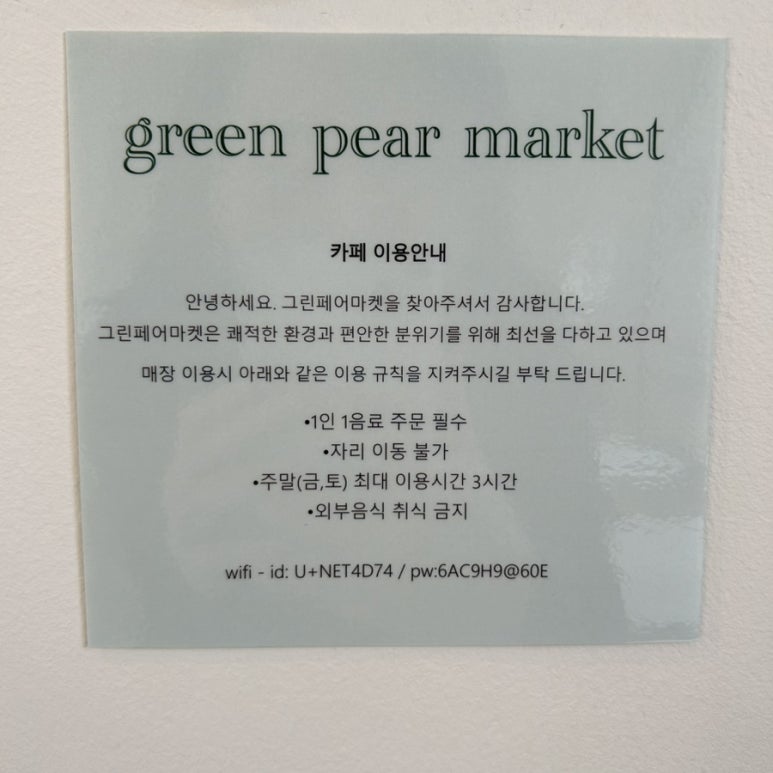 green pear market
카페 이용안내
안녕하세요. 그린페어마켓을 찾아주셔서 감사합니다.
그린페어마켓은 쾌적한 환경과 편안한 분위기를 위해 최선을 다하고 있으며
매장 이용시 아래와 같은 이용 규칙을 지켜주시길 부탁 드립니다.
•1인 1음료 주문 필수
•자리 이동 불가
•주말(금,토) 최대 이용시간 3시간
•외부음식 취식 금지
wifi - id: U+NET4D74 / pw:6AC9H9@60E